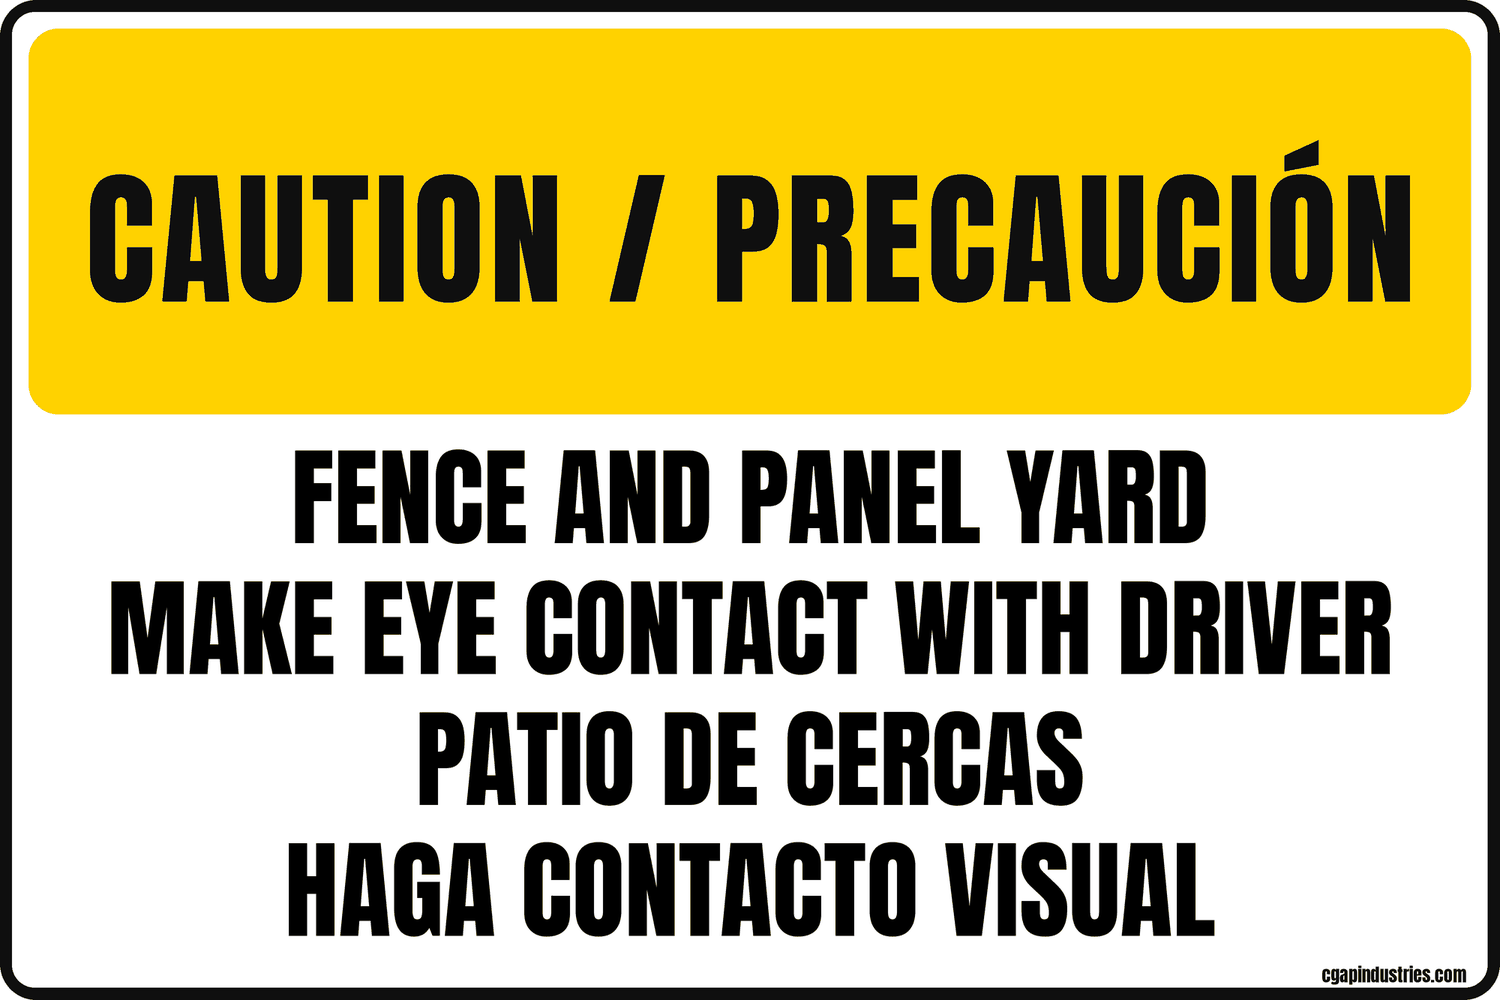 CAUTION / PRECAUCIÓN
FENCE AND PANEL YARD
MAKE EYE CONTACT WITH DRIVER
PATIO DE CERCAS
HAGA CONTACTO VISUAL
cgapindustries.com